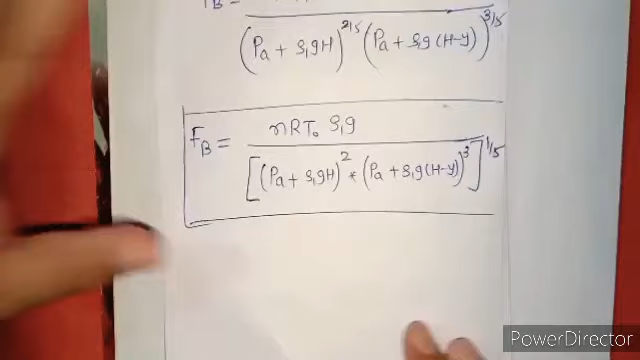 B =
(Pa + S₁gH)^2/5 (Pa + S₁g (H-y))^3/5
F_B = nRT₀ S₁g
[(Pa + S₁gH)^2 * (Pa + S₁g(H-y))^3]^1/5
PowerDirector